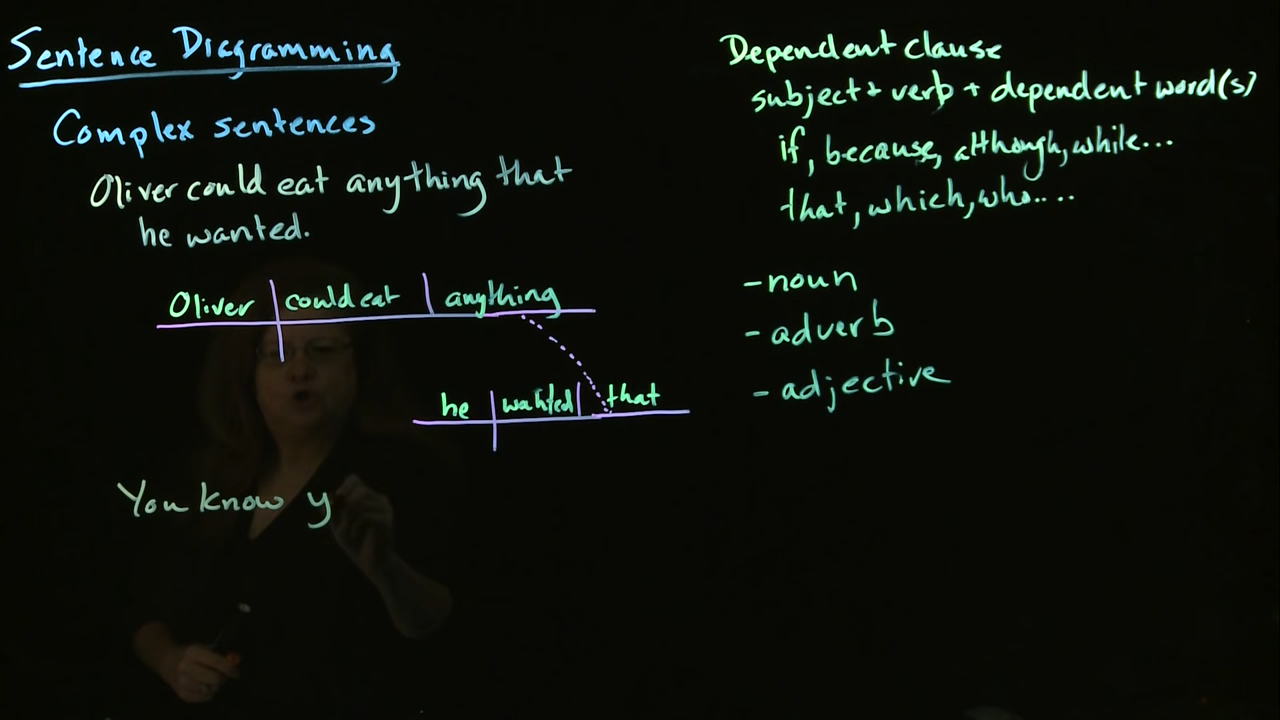 Sentence Diagramming
Complex sentences
Oliver could eat anything that
he wanted.
Oliver could eat anything
he wanted that
You know y
Dependent clause
subject + verb + dependent word(s)
if, because, although, while...
that, which, who....
- noun
- adverb
- adjective